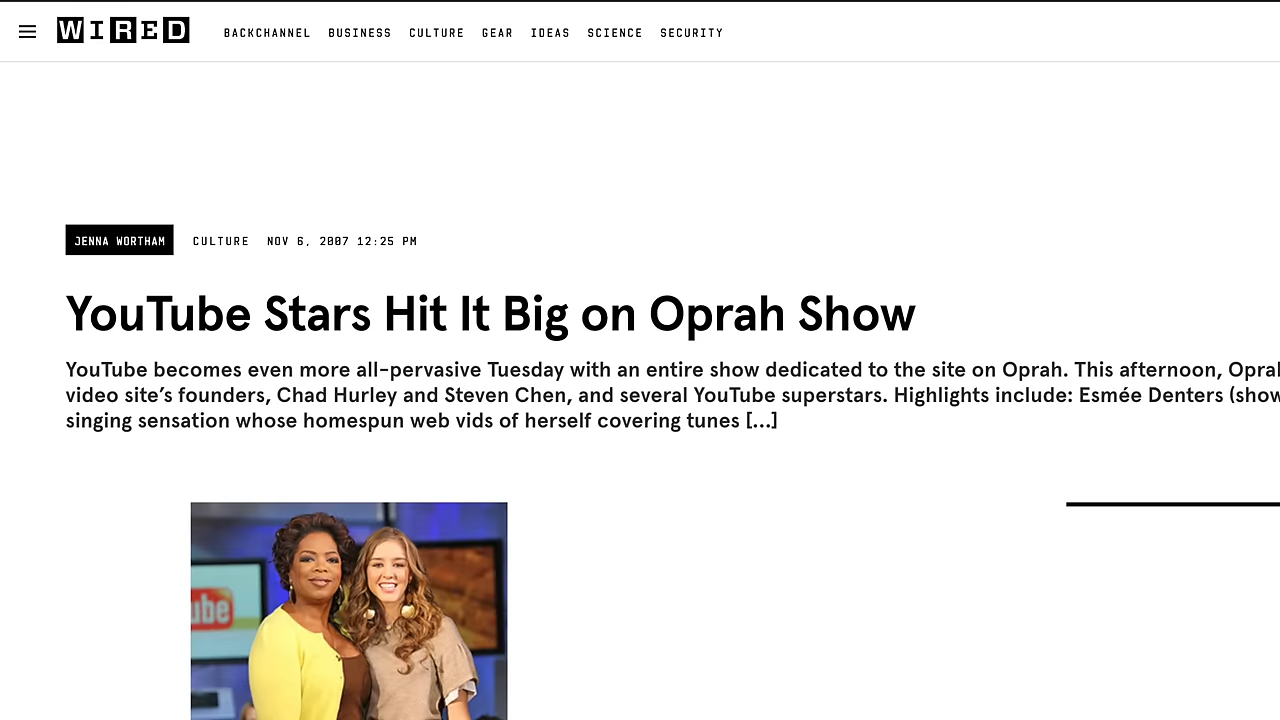 WIRED
BACKCHANNEL BUSINESS CULTURE GEAR IDEAS SCIENCE SECURITY
JENNA WORTHAM CULTURE NOV 6, 2007 12:25 PM
YouTube Stars Hit It Big on Oprah Show
YouTube becomes even more all-pervasive Tuesday with an entire show dedicated to the site on Oprah. This afternoon, Oprah
video site's founders, Chad Hurley and Steven Chen, and several YouTube superstars. Highlights include: Esmée Denters (show
singing sensation whose homespun web vids of herself covering tunes [...]
ube